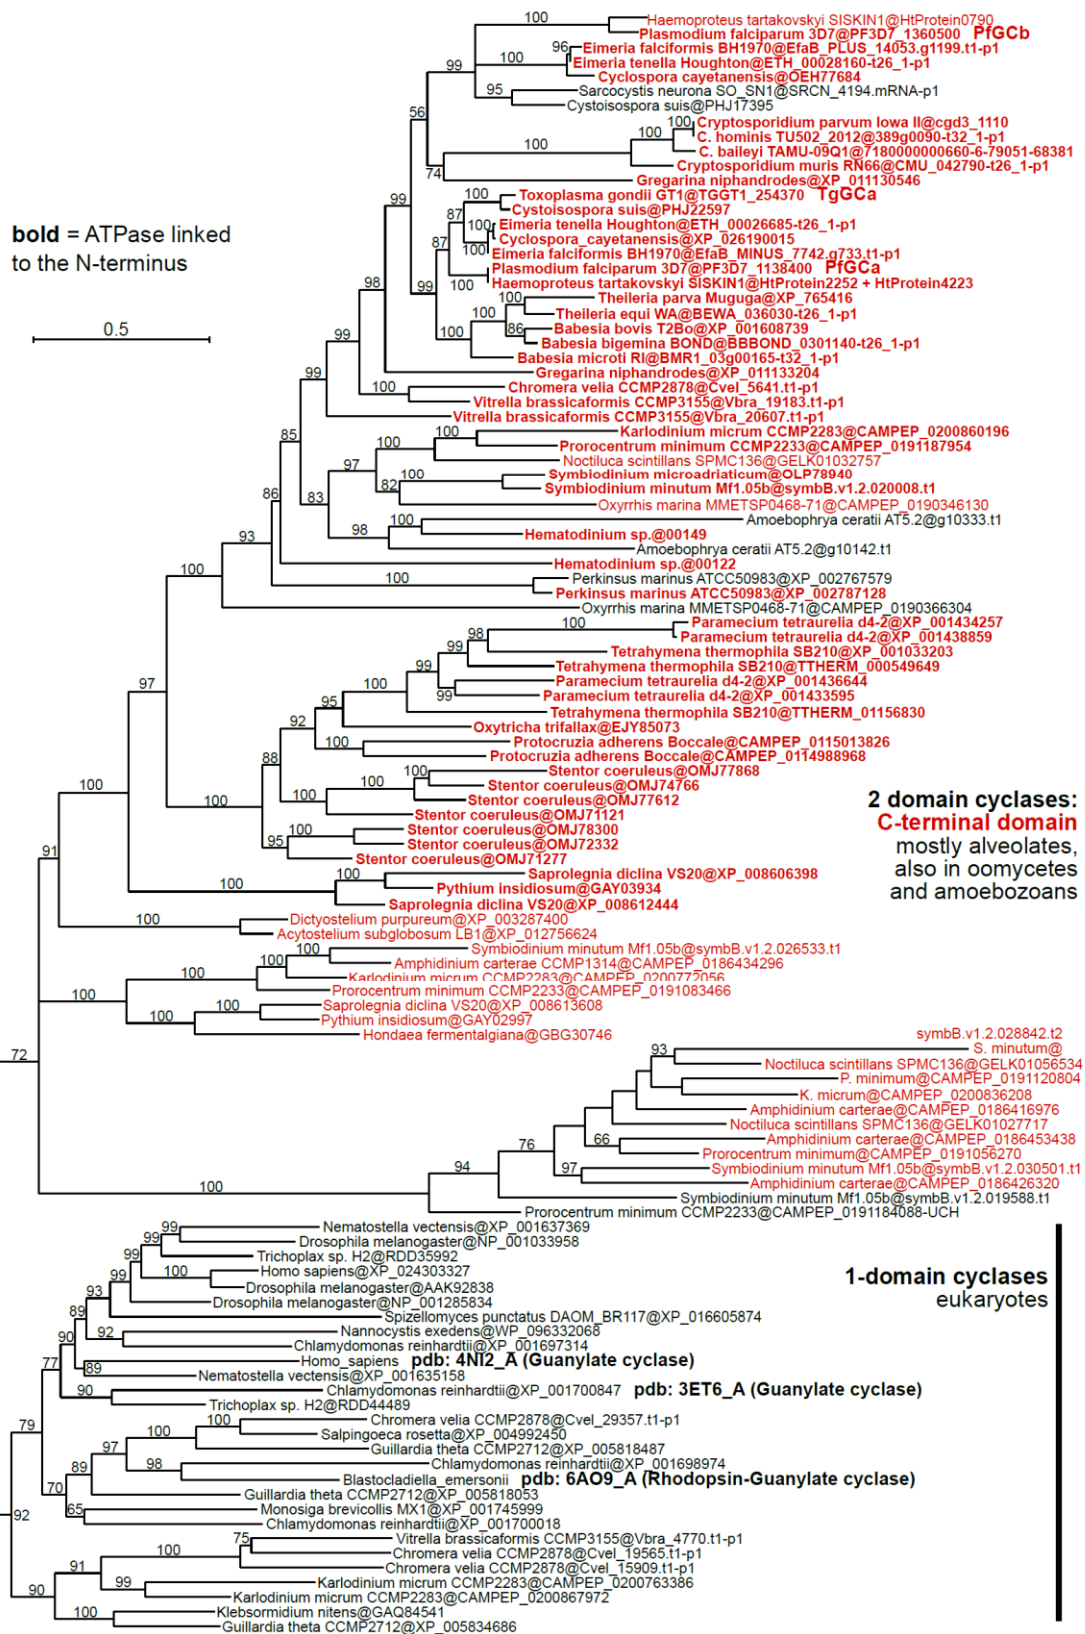 100
Haemoproteus tartakovskyi SISKIN1@HtProtein0790
Plasmodium falciparum 3D7@PF3D7_1360500 PfGCb
96
Eimeria falciformis BH1970@EfaB_PLUS_14053.g1199.t1-p1
99
100
Eimeria tenella Houghton@ETH_00028160-t26_1-p1
Cyclospora cayetanensis@OEH77684
95
Sarcocystis neurona SO_SN1@SRCN_4194.mRNA-p1
Cystoisospora suis@PHJ17395
56
100
Cryptosporidium parvum Iowa II@cgd3_1110
100
C. hominis TU502_2012@389g0090-t32_1-p1
100
C. baileyi TAMU-09Q1@7180000000660-6-79051-68381
Cryptosporidium muris RN66@CMU_042790-t26_1-p1
74
Gregarina niphandrodes@XP_011130546
99
100
Toxoplasma gondii GT1@TGGT1_254370 TgGCa
87
Cystoisospora suis@PHJ22597
100
Eimeria tenella Houghton@ETH_00026685-t26_1-p1
bold = ATPase linked
to the N-terminus
87
Cyclospora_cayetanensis@XP_026190015
100
Eimeria falciformis BH1970@EfaB_MINUS_7742.g733.t1-p1
Plasmodium falciparum 3D7@PF3D7_1138400 PfGCa
98
99
100
Haemoproteus tartakovskyi SISKIN1@HtProtein2252 + HtProtein4223
100
Theileria parva Muguga@XP_765416
Theileria equi WA@BEWA_036030-t26_1-p1
0.5
100
86
Babesia bovis T2Bo@XP_001608739
99
Babesia bigemina BOND@BBBOND_0301140-t26_1-p1
Babesia microti RI@BMR1_03g00165-t32_1-p1
99
Gregarina niphandrodes@XP_011133204
100
Chromera velia CCMP2878@Cvel_5641.t1-p1
Vitrella brassicaformis CCMP3155@Vbra_19183.t1-p1
Vitrella brassicaformis CCMP3155@Vbra_20607.t1-p1
85
100
Karlodinium micrum CCMP2283@CAMPEP_0200860196
100
Prorocentrum minimum CCMP2233@CAMPEP_0191187954
Noctiluca scintillans SPMC136@GELK01032757
97
100
Symbiodinium microadriaticum@OLP78940
82
Symbiodinium minutum Mf1.05b@symbB.v1.2.020008.t1
86
83
Oxyrrhis marina MMETSP0468-71@CAMPEP_0190346130
100
Amoebophrya ceratii AT5.2@g10333.t1
98
Hematodinium sp.@00149
93
Amoebophrya ceratii AT5.2@g10142.t1
Hematodinium sp.@00122
100
100
Perkinsus marinus ATCC50983@XP_002767579
Perkinsus marinus ATCC50983@XP_002787128
Oxyrrhis marina MMETSP0468-71@CAMPEP_0190366304
100
Paramecium tetraurelia d4-2@XP_001434257
98
Paramecium tetraurelia d4-2@XP_001438859
99
Tetrahymena thermophila SB210@XP_001033203
99
Tetrahymena thermophila SB210@TTHERM_000549649
97
100
Paramecium tetraurelia d4-2@XP_001436644
99
Paramecium tetraurelia d4-2@XP_001433595
95
Tetrahymena thermophila SB210@TTHERM_01156830
92
Oxytricha trifallax@EJY85073
100
Protocruzia adherens Boccale@CAMPEP_0115013826
88
Protocruzia adherens Boccale@CAMPEP_0114988968
100
Stentor coeruleus@OMJ77868
100
100
Stentor coeruleus@OMJ74766
100
100
Stentor coeruleus@OMJ77612
Stentor coeruleus@OMJ71121
100
Stentor coeruleus@OMJ78300
95
Stentor coeruleus@OMJ72332
91
Stentor coeruleus@OMJ71277
2 domain cyclases:
C-terminal domain
mostly alveolates,
also in oomycetes
and amoebozoans
100
Saprolegnia diclina VS20@XP_008606398
100
Pythium insidiosum@GAY03934
Saprolegnia diclina VS20@XP_008612444
100
Dictyostelium purpureum@XP_003287400
Acytostelium subglobosum LB1@XP_012756624
100
Symbiodinium minutum Mf1.05b@symbB.v1.2.026533.t1
100
Amphidinium carterae CCMP1314@CAMPEP_0186434296
100
Karlodinium micrum CCMP2283@CAMPEP_0200772056
100
Prorocentrum minimum CCMP2233@CAMPEP_0191083466
100
Saprolegnia diclina VS20@XP_008613608
100
Pythium insidiosum@GAY02997
Hondaea fermentalgiana@GBG30746
symbB.v1.2.028842.t2
72
93
S. minutum@
Noctiluca scintillans SPMC136@GELK01056534
P. minimum@CAMPEP_0191120804
K. micrum@CAMPEP_0200836208
Amphidinium carterae@CAMPEP_0186416976
Noctiluca scintillans SPMC136@GELK01027717
76
66
Amphidinium carterae@CAMPEP_0186453438
Prorocentrum minimum@CAMPEP_0191056270
94
97
Symbiodinium minutum Mf1.05b@symbB.v1.2.030501.t1
Amphidinium carterae@CAMPEP_0186426320
100
Symbiodinium minutum Mf1.05b@symbB.v1.2.019588.t1
Prorocentrum minimum CCMP2233@CAMPEP_0191184088-UCH
99
Nematostella vectensis@XP_001637369
99
Drosophila melanogaster@NP_001033958
99
Trichoplax sp. H2@RDD35992
99
100
Homo sapiens@XP_024303327
Drosophila melanogaster@AAK92838
93
Drosophila melanogaster@NP_001285834
1-domain cyclases
eukaryotes
89
Spizellomyces punctatus DAOM_BR117@XP_016605874
90
92
Nannocystis exedens@WP_096332068
Chlamydomonas reinhardtii@XP_001697314
77
89
Homo_sapiens pdb: 4NI2_A (Guanylate cyclase)
Nematostella vectensis@XP_001635158
90
Chlamydomonas reinhardtii@XP_001700847 pdb: 3ET6_A (Guanylate cyclase)
Trichoplax sp. H2@RDD44489
79
100
Chromera velia CCMP2878@Cvel_29357.t1-p1
100
Salpingoeca rosetta@XP_004992450
97
Guillardia theta CCMP2712@XP_005818487
89
98
Chlamydomonas reinhardtii@XP_001698974
Blastocladiella_emersonii pdb: 6AO9_A (Rhodopsin-Guanylate cyclase)
70
Guillardia theta CCMP2712@XP_005818053
65
Monosiga brevicollis MX1@XP_001745999
92
Chlamydomonas reinhardtii@XP_001700018
75
Vitrella brassicaformis CCMP3155@Vbra_4770.t1-p1
100
Chromera velia CCMP2878@Cvel_19565.t1-p1
91
Chromera velia CCMP2878@Cvel_15909.t1-p1
99
Karlodinium micrum CCMP2283@CAMPEP_0200763386
90
Karlodinium micrum CCMP2283@CAMPEP_0200867972
100
Klebsormidium nitens@GAQ84541
Guillardia theta CCMP2712@XP_005834686